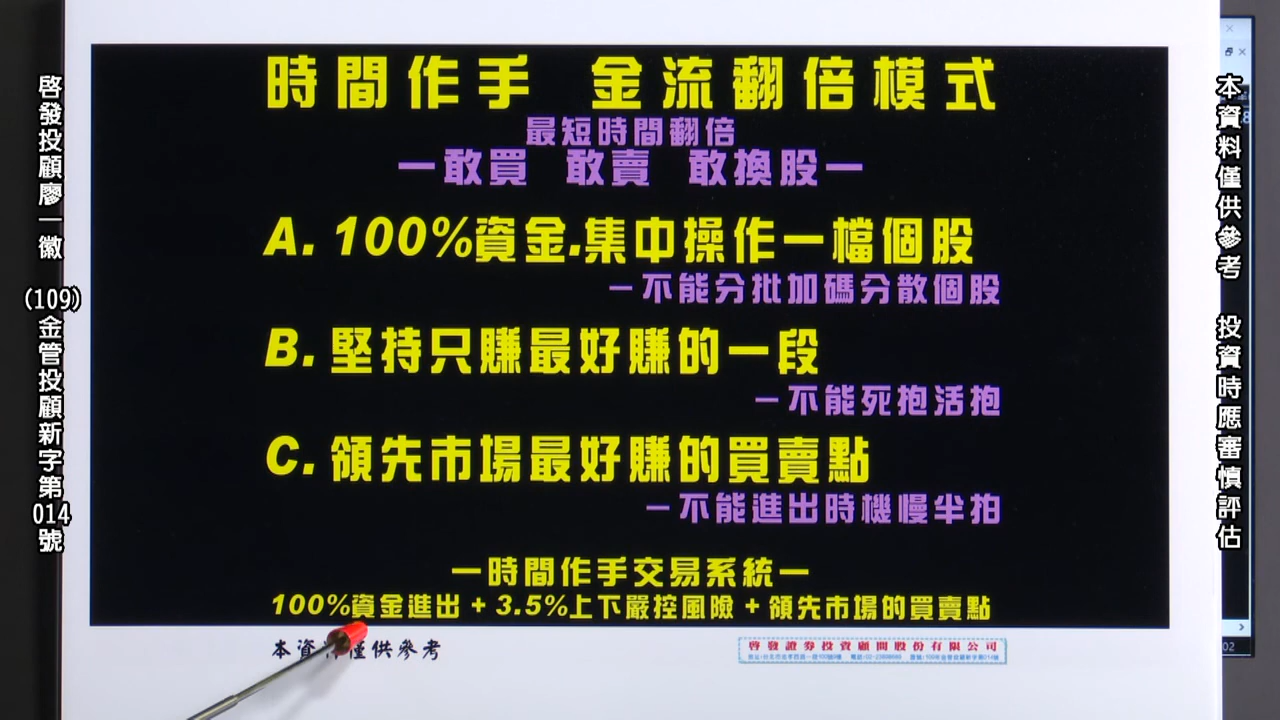 啓發投顧廖一徽 (109)金管投顧新字第014號
時間作手 金流翻倍模式
最短時間翻倍
一敢買 敢賣 敢換股一
A. 100%資金.集中操作一檔個股
－不能分批加碼分散個股
B. 堅持只賺最好賺的一段
－不能死抱活抱
C. 領先市場最好賺的買賣點
－不能進出時機慢半拍
一時間作手交易系統一
100%資金進出 + 3.5%上下嚴控風險 + 領先市場的買賣點
本資 僅供參考
啓發證券投資顧問股份有限公司
本資料僅供參考 投資時應審慎評估
02